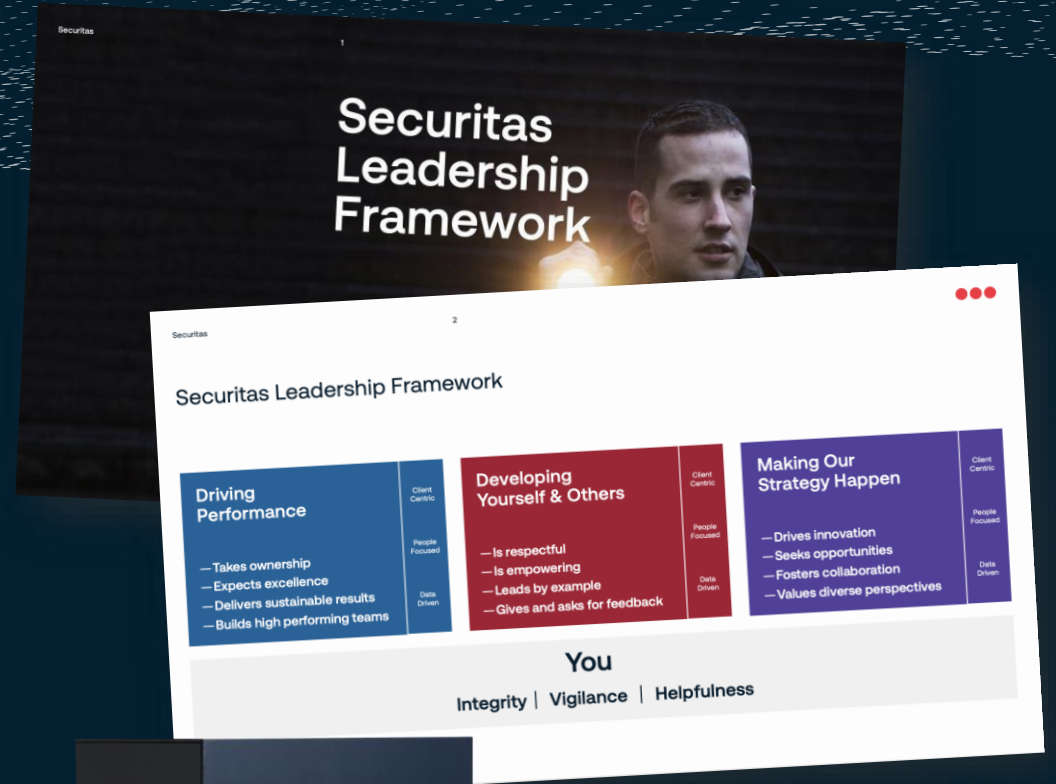 Securitas
1
Securitas
Leadership
Framework
Securitas
2
Securitas Leadership Framework
Driving
Performance
—Takes ownership
—Expects excellence
—Delivers sustainable results
—Builds high performing teams
Client
Centric
People
Focused
Data
Driven
Developing
Yourself & Others
—Is respectful
—Is empowering
—Leads by example
—Gives and asks for feedback
Client
Centric
People
Focused
Data
Driven
Making Our
Strategy Happen
—Drives innovation
—Seeks opportunities
—Fosters collaboration
—Values diverse perspectives
Client
Centric
People
Focused
Data
Driven
You
Integrity | Vigilance | Helpfulness